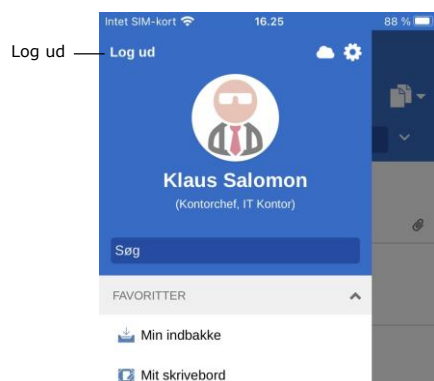 Intet SIM-kort 16.25 88 %
Log ud
Log ud
Klaus Salomon
(Kontorchef, IT Kontor)
Søg
FAVORITTER
Min indbakke
Mit skrivebord